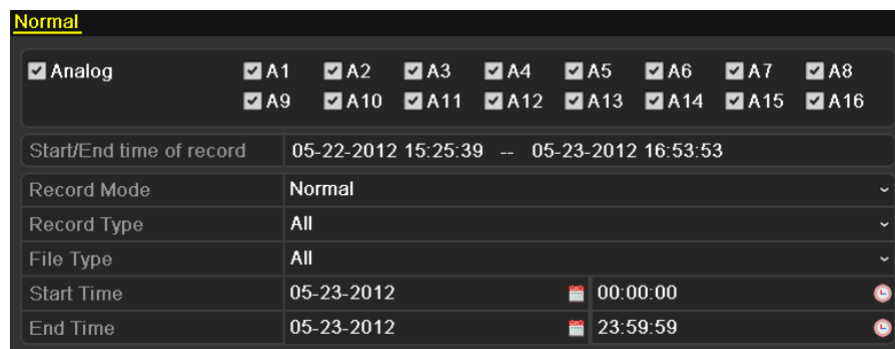 Normal
Analog A1 A2 A3 A4 A5 A6 A7 A8
A9 A10 A11 A12 A13 A14 A15 A16
Start/End time of record 05-22-2012 15:25:39 -- 05-23-2012 16:53:53
Record Mode Normal
Record Type All
File Type All
Start Time 05-23-2012 00:00:00
End Time 05-23-2012 23:59:59